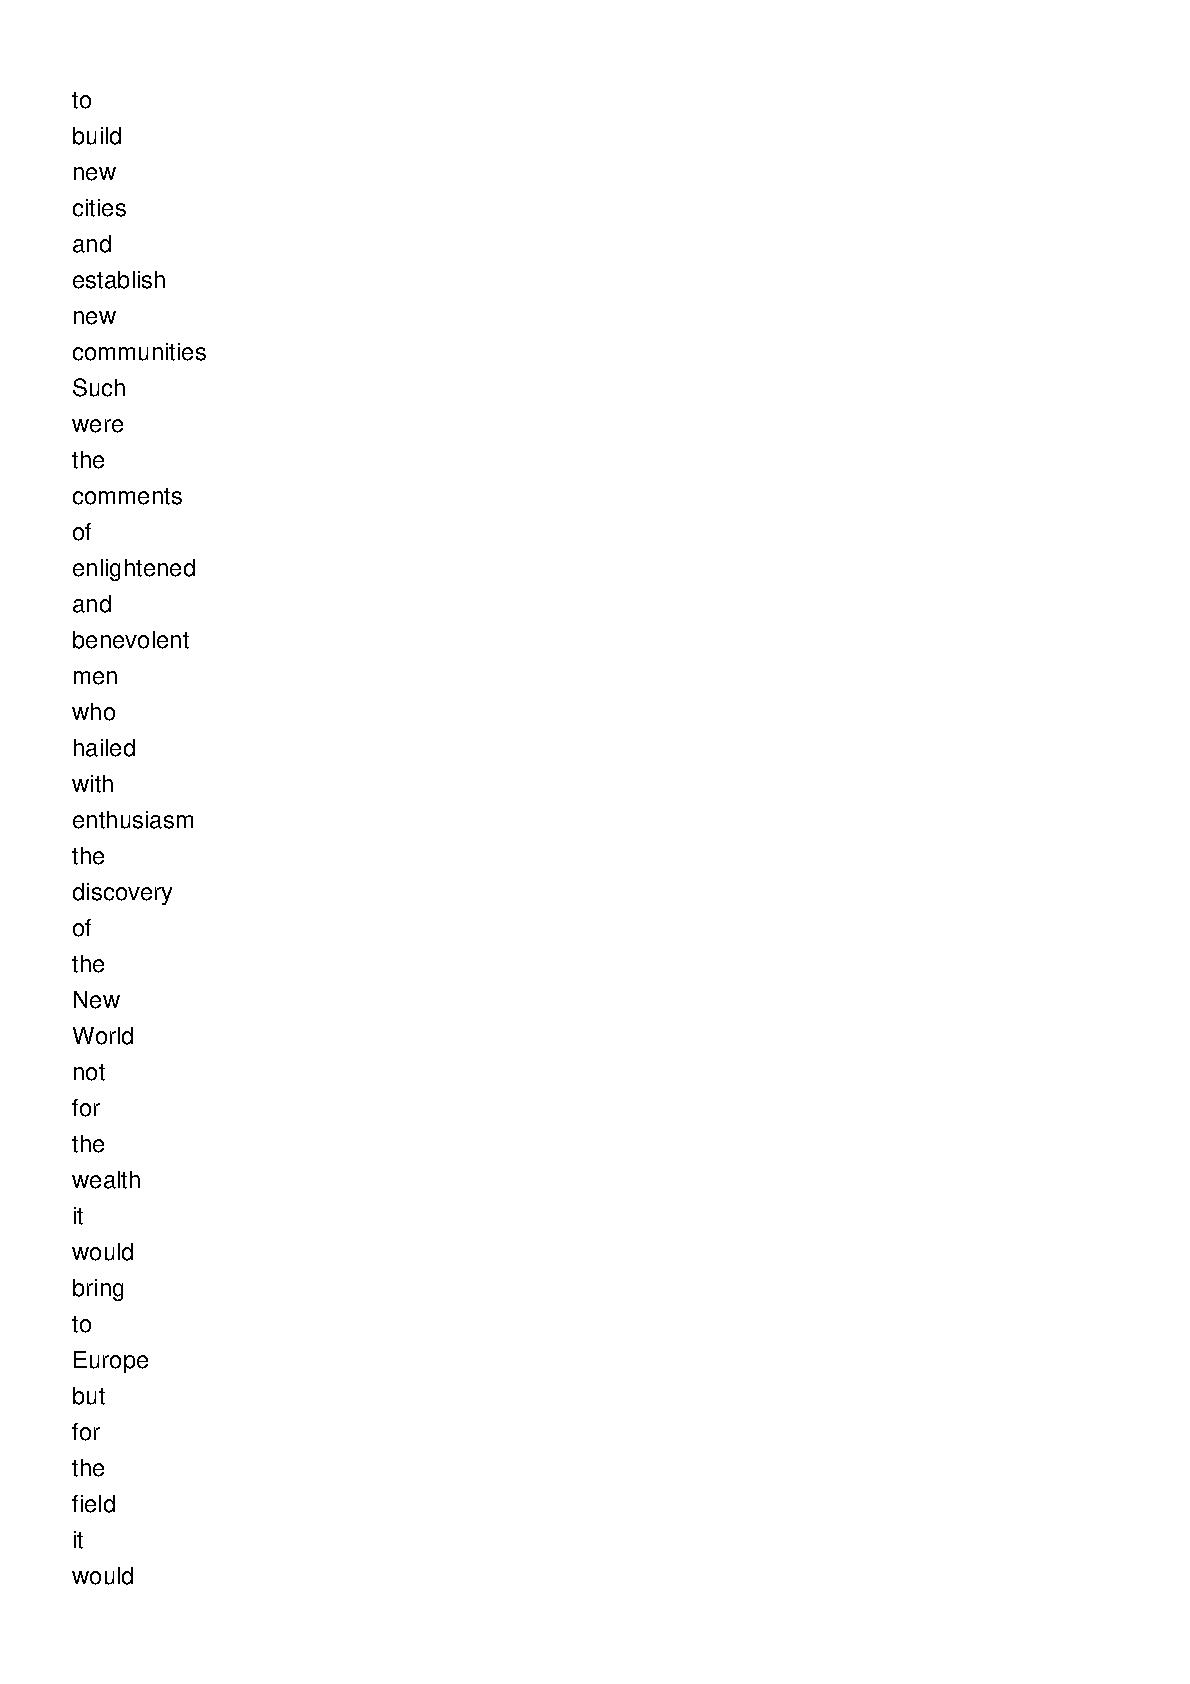 to
build
new
cities
and
establish
new
communities
Such
were
the
comments
of
enlightened
and
benevolent
men
who
hailed
with
enthusiasm
the
discovery
of
the
New
World
not
for
the
wealth
it
would
bring
to
Europe
but
for
the
field
it
would